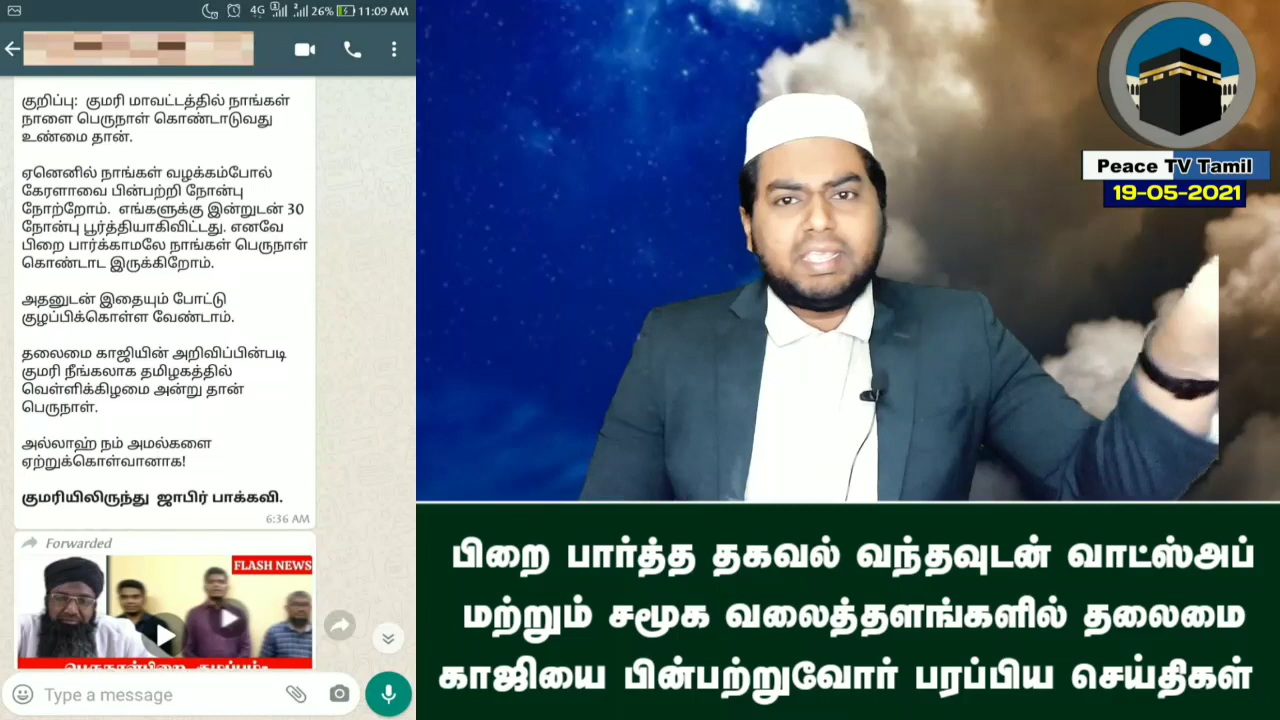 4G 26% 11:09 AM
குறிப்பு: குமரி மாவட்டத்தில் நாங்கள்
நாளை பெருநாள் கொண்டாடுவது
உண்மை தான்.
ஏனெனில் நாங்கள் வழக்கம்போல்
கேரளாவை பின்பற்றி நோன்பு
நோற்றோம். எங்களுக்கு இன்றுடன் 30
நோன்பு பூர்த்தியாகிவிட்டது. எனவே
பிறை பார்க்காமலே நாங்கள் பெருநாள்
கொண்டாட இருக்கிறோம்.
அதனுடன் இதையும் போட்டு
குழப்பிக்கொள்ள வேண்டாம்.
தலைமை காஜியின் அறிவிப்பின்படி
குமரி நீங்கலாக தமிழகத்தில்
வெள்ளிக்கிழமை அன்று தான்
பெருநாள்.
அல்லாஹ் நம் அமல்களை
ஏற்றுக்கொள்வானாக!
குமரியிலிருந்து ஜாபிர் பாக்கவி.
6:36 AM
Forwarded
FLASH NEWS
Type a message
Peace TV Tamil
19-05-2021
பிறை பார்த்த தகவல் வந்தவுடன் வாட்ஸ்அப்
மற்றும் சமூக வலைத்தளங்களில் தலைமை
காஜியை பின்பற்றுவோர் பரப்பிய செய்திகள்